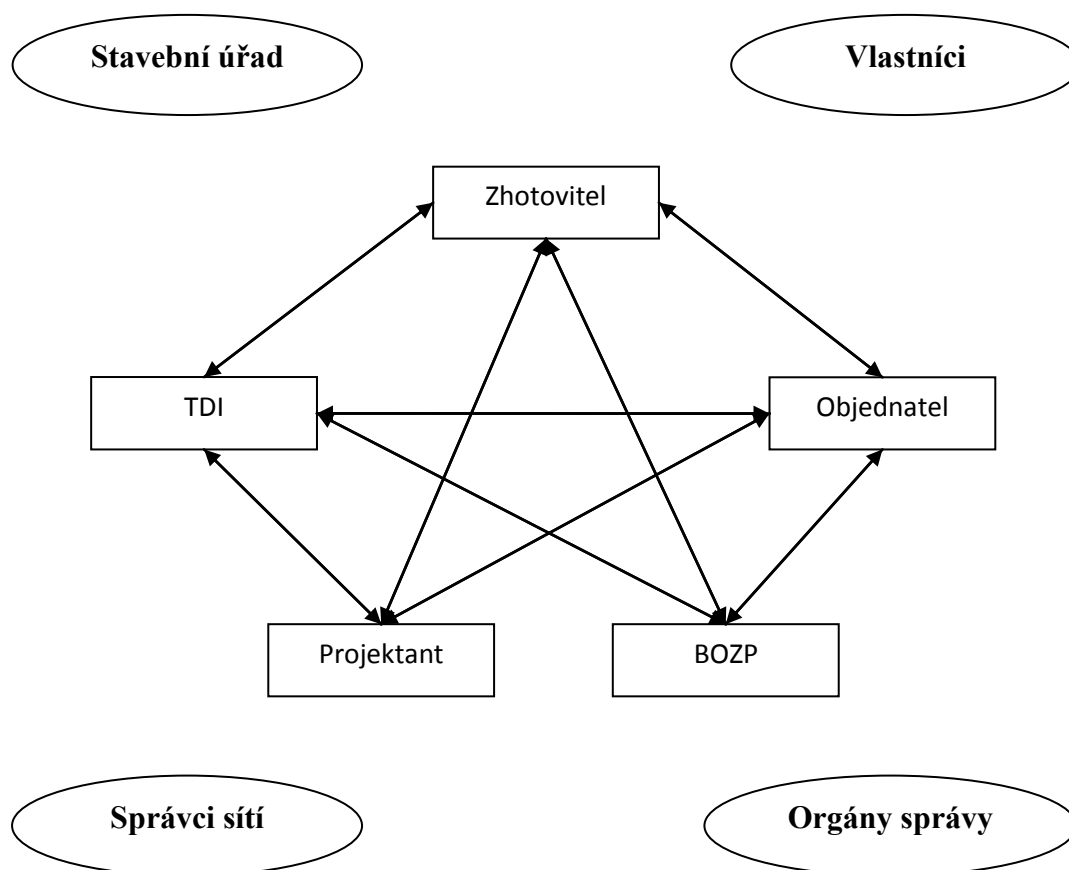 Stavební úřad
Vlastníci
Zhotovitel
TDI
Objednatel
Projektant
BOZP
Správci sítí
Orgány správy